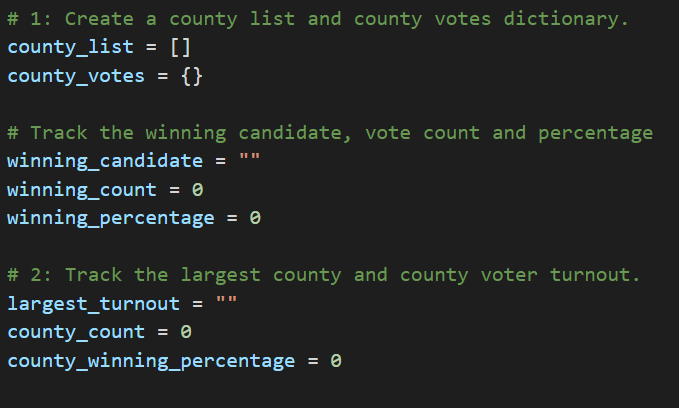 # 1: Create a county list and county votes dictionary.
county_list = []
county_votes = {}
# Track the winning candidate, vote count and percentage
winning_candidate = ""
winning_count = 0
winning_percentage = 0
# 2: Track the largest county and county voter turnout.
largest_turnout = ""
county_count = 0
county_winning_percentage = 0